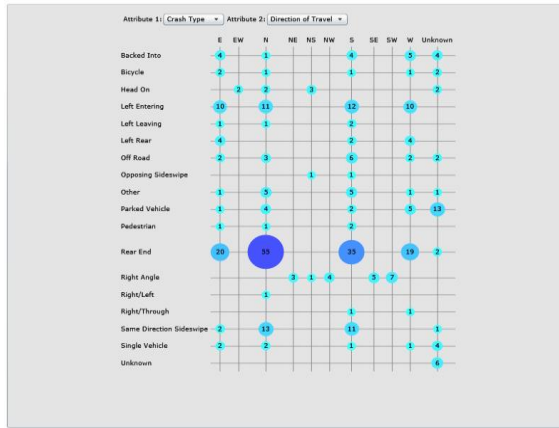 Attribute 1: Crash Type Attribute 2: Direction of Travel
E EW N NE NS NW S SE SW W Unknown
Backed Into 4 1 4 5 4
Bicycle 2 1 1 1 2
Head On 2 2 3 2
Left Entering 10 11 12 10
Left Leaving 1 1 2
Left Rear 4 2 4
Off Road 2 3 6 2 2
Opposing Sideswipe 1 1
Other 1 5 5 1 1
Parked Vehicle 1 4 2 5 13
Pedestrian 1 1 2
Rear End 20 55 35 19 2
Right Angle 3 1 4 5 7
Right/Left 1
Right/Through 1 1
Same Direction Sideswipe 2 13 11 1
Single Vehicle 2 2 1 1 4
Unknown 6